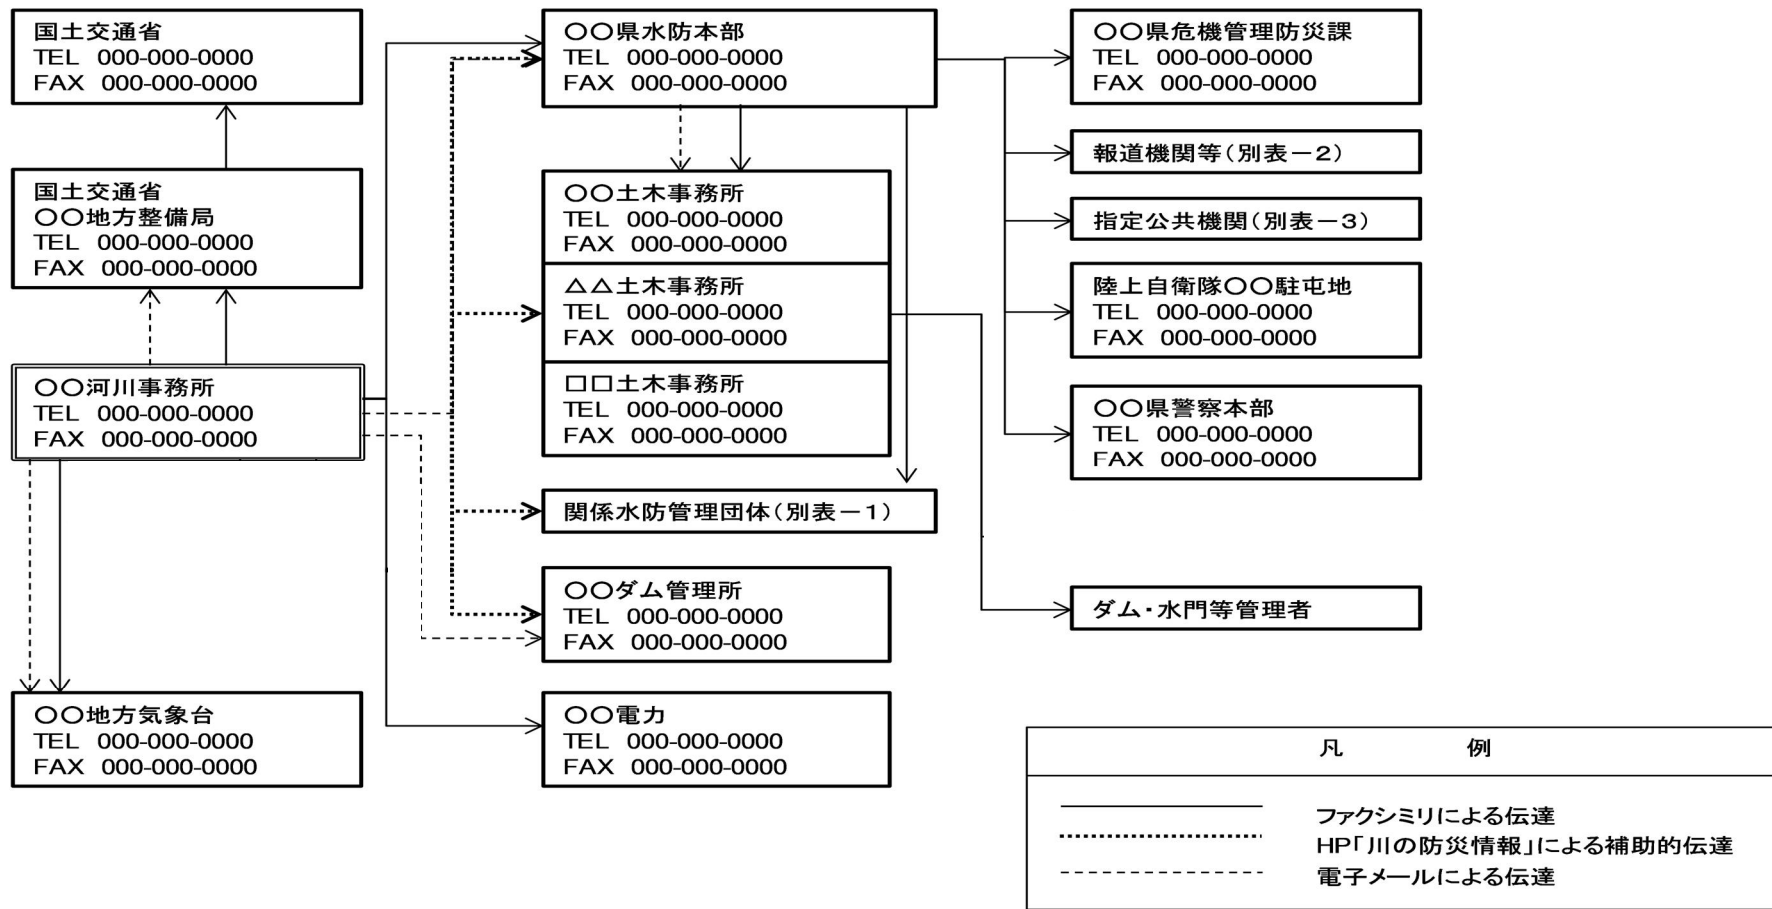 国土交通省
TEL 000-000-0000
FAX 000-000-0000
国土交通省
〇〇地方整備局
TEL 000-000-0000
FAX 000-000-0000
〇〇河川事務所
TEL 000-000-0000
FAX 000-000-0000
〇〇地方気象台
TEL 000-000-0000
FAX 000-000-0000
〇〇県水防本部
TEL 000-000-0000
FAX 000-000-0000
〇〇土木事務所
TEL 000-000-0000
FAX 000-000-0000
△△土木事務所
TEL 000-000-0000
FAX 000-000-0000
□□土木事務所
TEL 000-000-0000
FAX 000-000-0000
関係水防管理団体(別表-1)
〇〇ダム管理所
TEL 000-000-0000
FAX 000-000-0000
〇〇電力
TEL 000-000-0000
FAX 000-000-0000
〇〇県危機管理防災課
TEL 000-000-0000
FAX 000-000-0000
報道機関等(別表-2)
指定公共機関(別表-3)
陸上自衛隊〇〇駐屯地
TEL 000-000-0000
FAX 000-000-0000
〇〇県警察本部
TEL 000-000-0000
FAX 000-000-0000
ダム・水門等管理者
凡 例
ファクシミリによる伝達
HP「川の防災情報」による補助的伝達
電子メールによる伝達